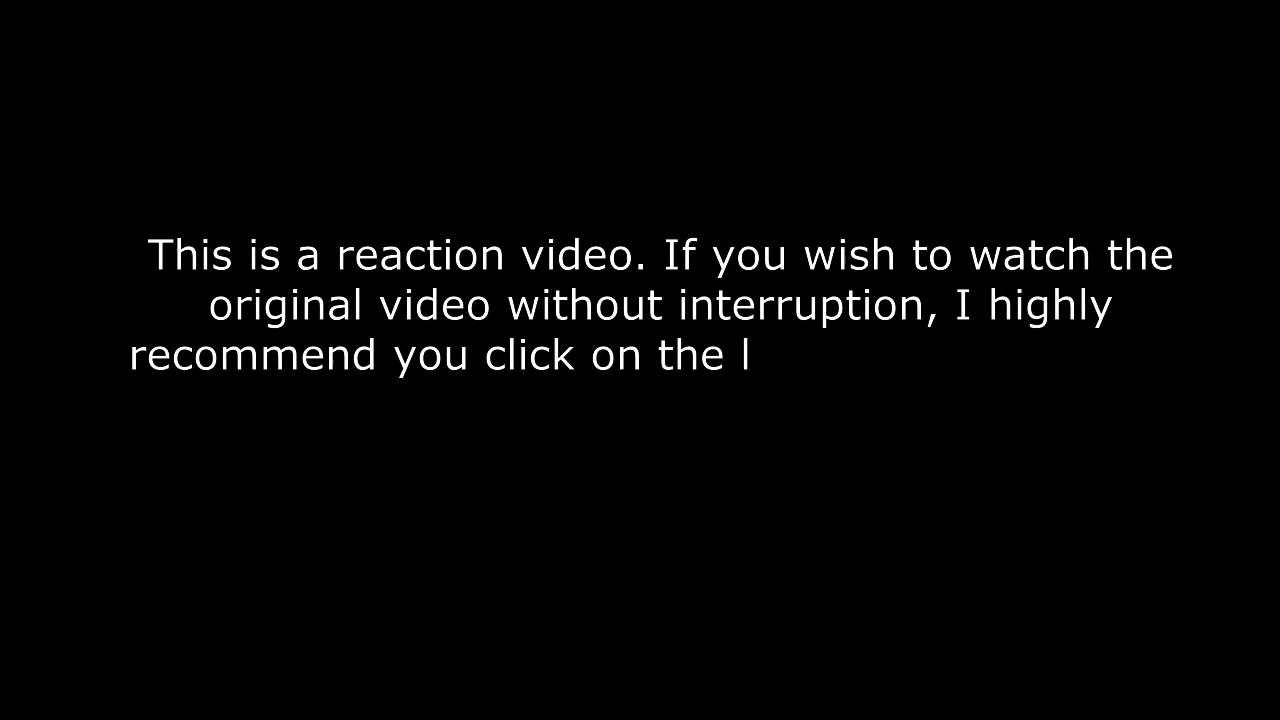 This is a reaction video. If you wish to watch the
original video without interruption, I highly
recommend you click on the l